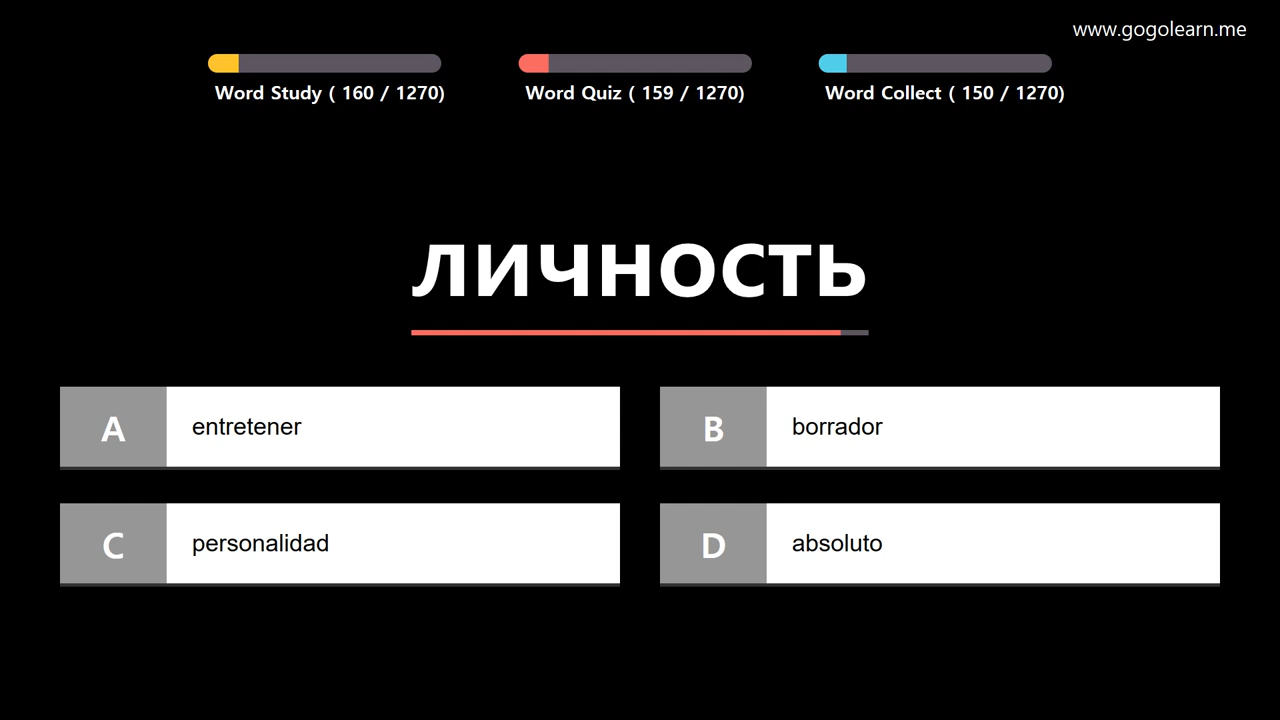 www.gogolearn.me
Word Study ( 160 / 1270)
Word Quiz ( 159 / 1270)
Word Collect ( 150 / 1270)
ЛИЧНОСТЬ
A entretener
B borrador
C personalidad
D absoluto